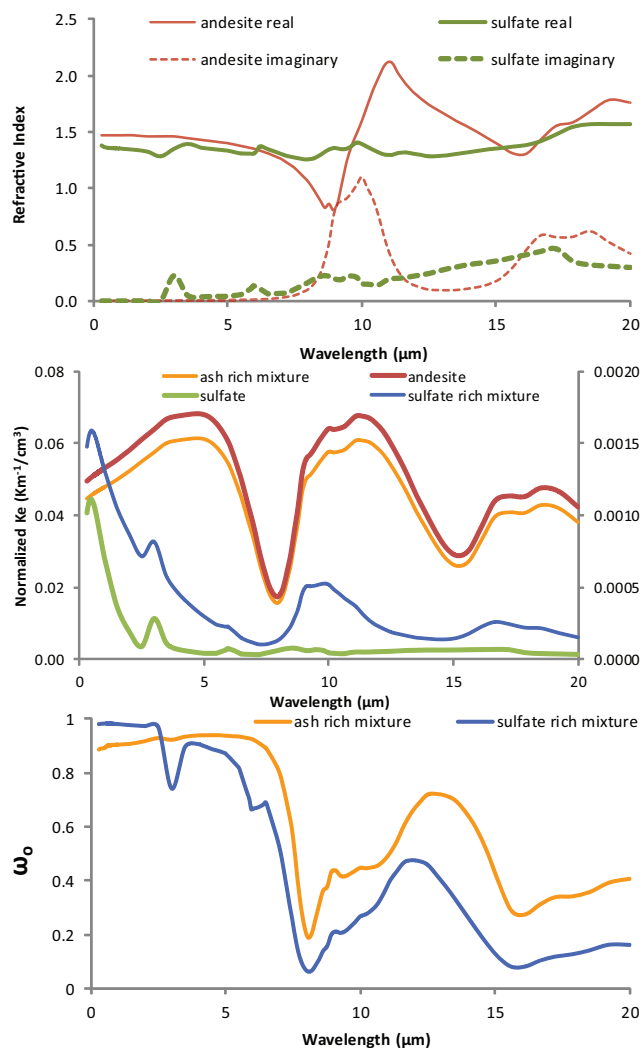 andesite real sulfate real
andesite imaginary sulfate imaginary
2.5
2.0
1.5
1.0
0.5
0.0
Refractive Index
0 5 10 15 20
Wavelength (µm)
ash rich mixture andesite
sulfate sulfate rich mixture
0.08 0.0020
0.06 0.0015
0.04 0.0010
0.02 0.0005
0.00 0.0000
Normalized Ke (Km⁻¹/cm³)
0 5 10 15 20
Wavelength (µm)
ash rich mixture sulfate rich mixture
1
0.8
0.6
0.4
0.2
0
ωo
0 5 10 15 20
Wavelength (µm)